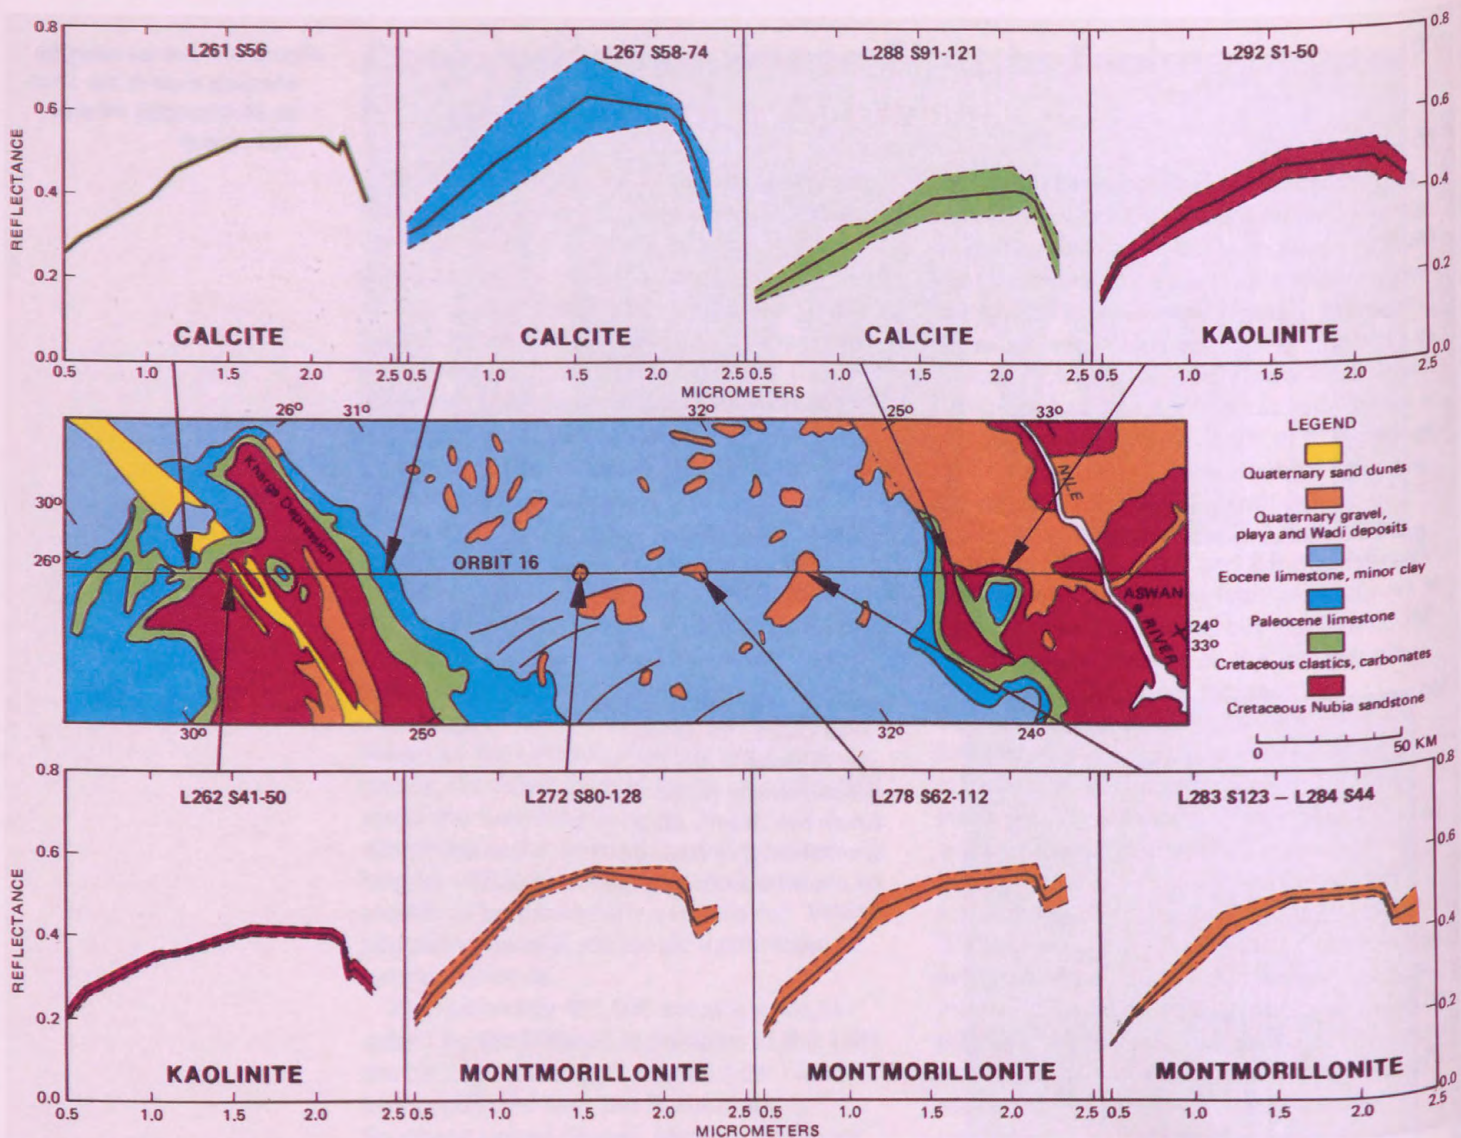 L261 S56
L267 S58-74
L288 S91-121
L292 S1-50
0.8
0.6
0.4
0.2
0.0
REFLECTANCE
0.8
0.6
0.4
0.2
0.0
CALCITE
CALCITE
CALCITE
KAOLINITE
0.5 1.0 1.5 2.0 2.5 0.5 1.0 1.5 2.0 2.5 0.5 1.0 1.5 2.0 2.5 0.5 1.0 1.5 2.0 2.5
MICROMETERS
26° 31° 32° 25° 33°
30°
26°
Kharga Depression
ORBIT 16
NILE
ASWAN
RIVER
24°
33°
30° 25° 32° 24°
LEGEND
Quaternary sand dunes
Quaternary gravel,
playa and Wadi deposits
Eocene limestone, minor clay
Paleocene limestone
Cretaceous clastics, carbonates
Cretaceous Nubia sandstone
0 50 KM
L262 S41-50
L272 S80-128
L278 S62-112
L283 S123 – L284 S44
0.8
0.6
0.4
0.2
0.0
REFLECTANCE
0.8
0.6
0.4
0.2
0.0
KAOLINITE
MONTMORILLONITE
MONTMORILLONITE
MONTMORILLONITE
0.5 1.0 1.5 2.0 2.5 0.5 1.0 1.5 2.0 2.5 0.5 1.0 1.5 2.0 2.5 0.5 1.0 1.5 2.0 2.5
MICROMETERS